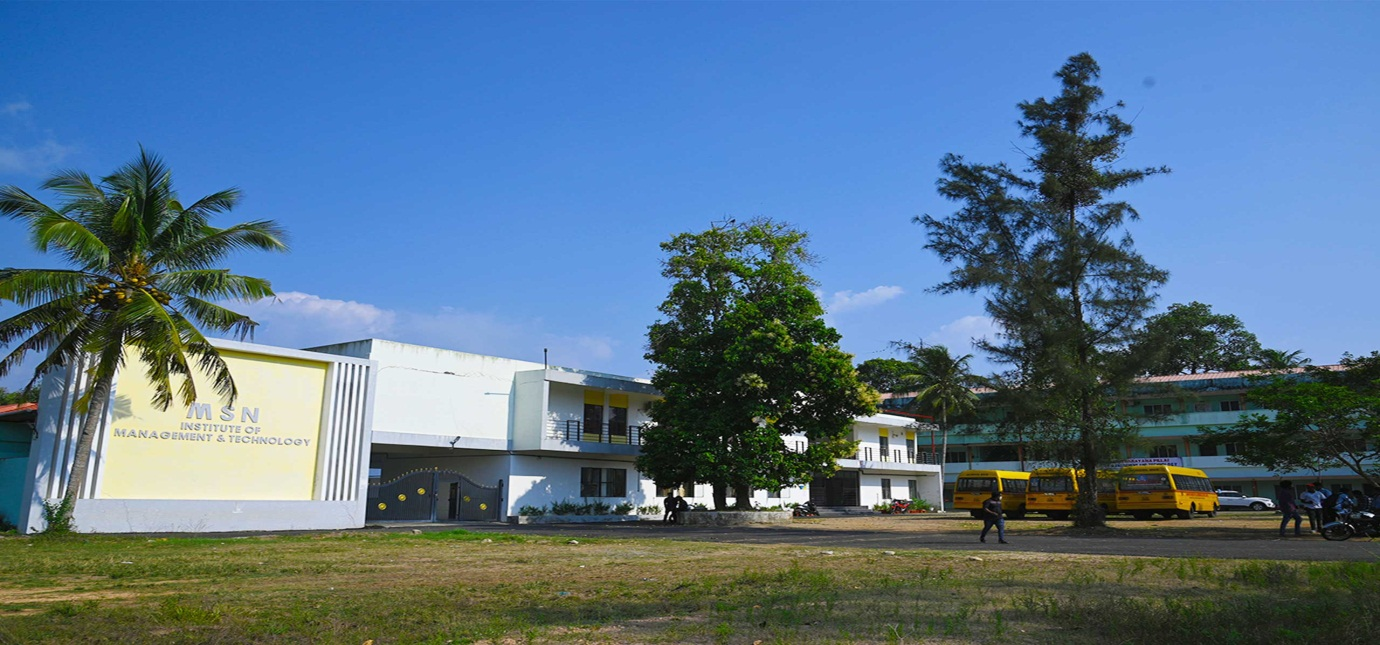 MSN
INSTITUTE OF
MANAGEMENT & TECHNOLOGY